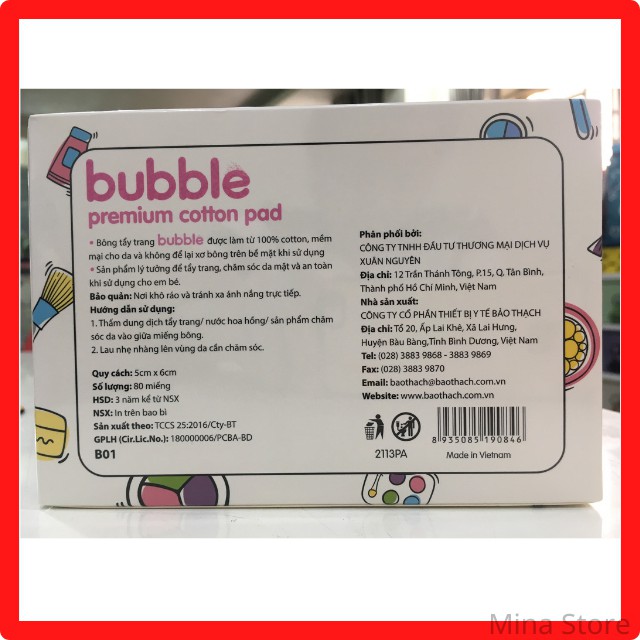 bubble
premium cotton pad
• Bông tẩy trang bubble được làm từ 100% cotton, mềm
mại cho da và không để lại xơ bông trên bề mặt khi sử dụng
• Sản phẩm lý tưởng để tẩy trang, chăm sóc da mặt và an toàn
khi sử dụng cho em bé.
Bảo quản: Nơi khô ráo và tránh xa ánh nắng trực tiếp.
Hướng dẫn sử dụng:
1. Thấm dung dịch tẩy trang/ nước hoa hồng/ sản phẩm chăm
sóc da vào giữa miếng bông.
2. Lau nhẹ nhàng lên vùng da cần chăm sóc.
Quy cách: 5cm x 6cm
Số lượng: 80 miếng
HSD: 3 năm kể từ NSX
NSX: In trên bao bì
Sản xuất theo: TCCS 25:2016/Cty-BT
GPLH (Cir.Lic.No.): 180000006/PCBA-BD
B01
Phân phối bởi:
CÔNG TY TNHH ĐẦU TƯ THƯƠNG MẠI DỊCH VỤ
XUÂN NGUYÊN
Địa chỉ: 12 Trần Thánh Tông, P.15, Q. Tân Bình,
Thành phố Hồ Chí Minh, Việt Nam
Nhà sản xuất:
CÔNG TY CỔ PHẦN THIẾT BỊ Y TẾ BẢO THẠCH
Địa chỉ: Tổ 20, Ấp Lai Khê, Xã Lai Hưng,
Huyện Bàu Bàng,Tỉnh Bình Dương, Việt Nam
Tel: (028) 3883 9868 - 3883 9869
Fax: (028) 3883 9870
Email: baothach@baothach.com.vn
Website: www.baothach.com.vn
8 935085 190846
2113PA
Made in Vietnam
Mina Store